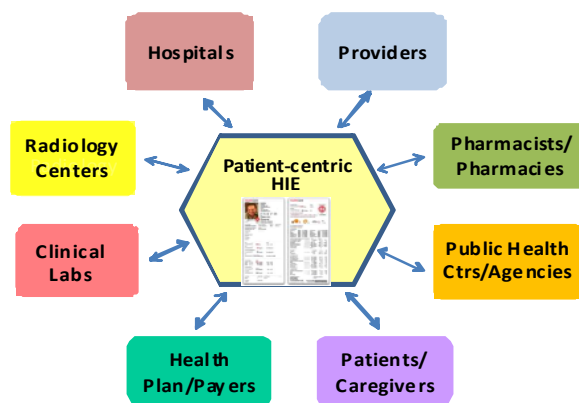 Hospitals
Providers
Radiology
Centers
Patient-centric
HIE
Pharmacists/
Pharmacies
Clinical
Labs
Public Health
Ctrs/Agencies
Health
Plan/Payers
Patients/
Caregivers